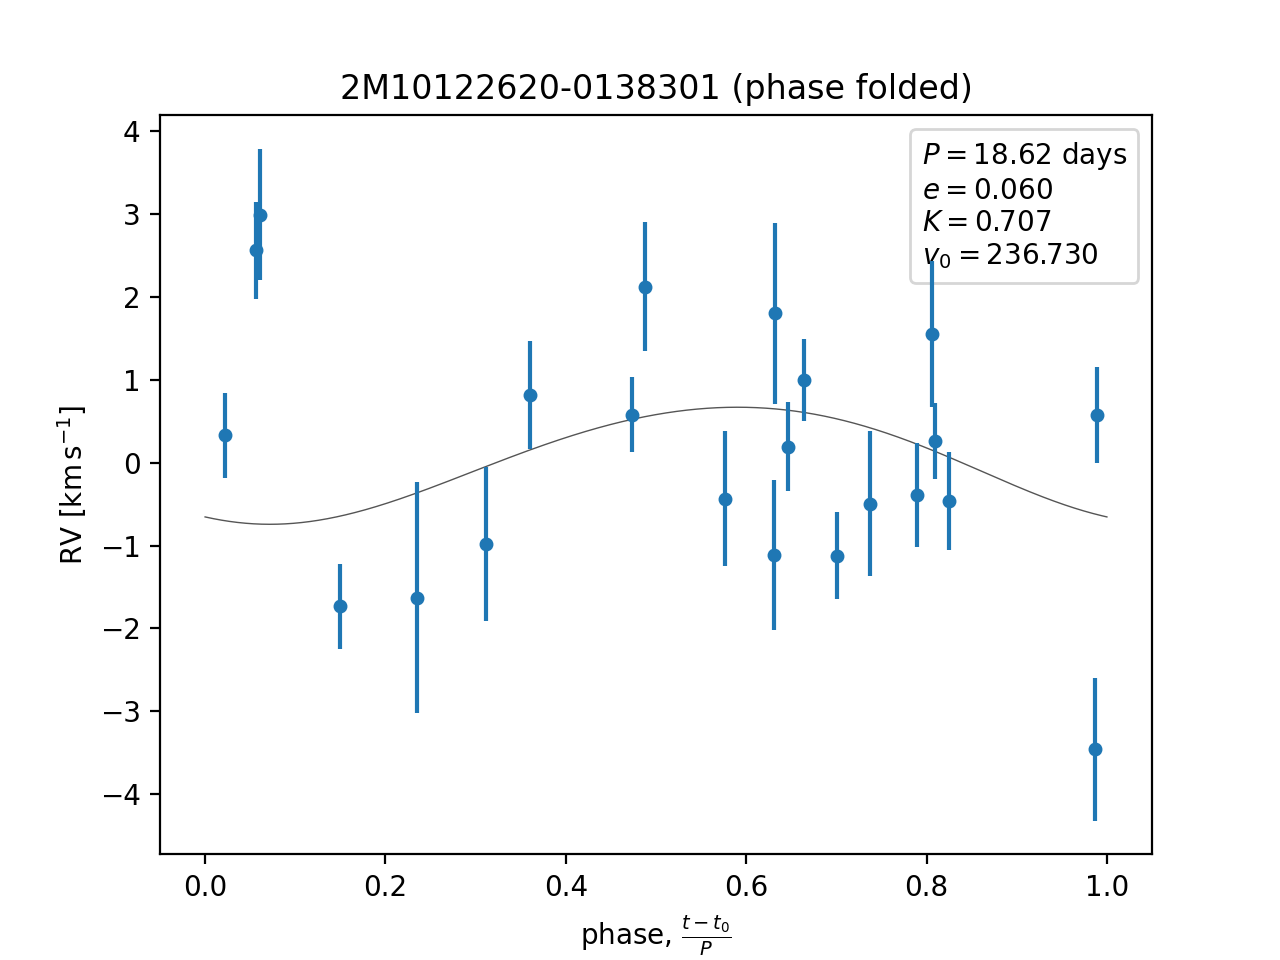 2M10122620-0138301 (phase folded)
P = 18.62 days
e = 0.060
K = 0.707
v₀ = 236.730
4
3
2
1
0
−1
−2
−3
−4
RV [km s⁻¹]
0.0 0.2 0.4 0.6 0.8 1.0
phase, (t − t₀)/P